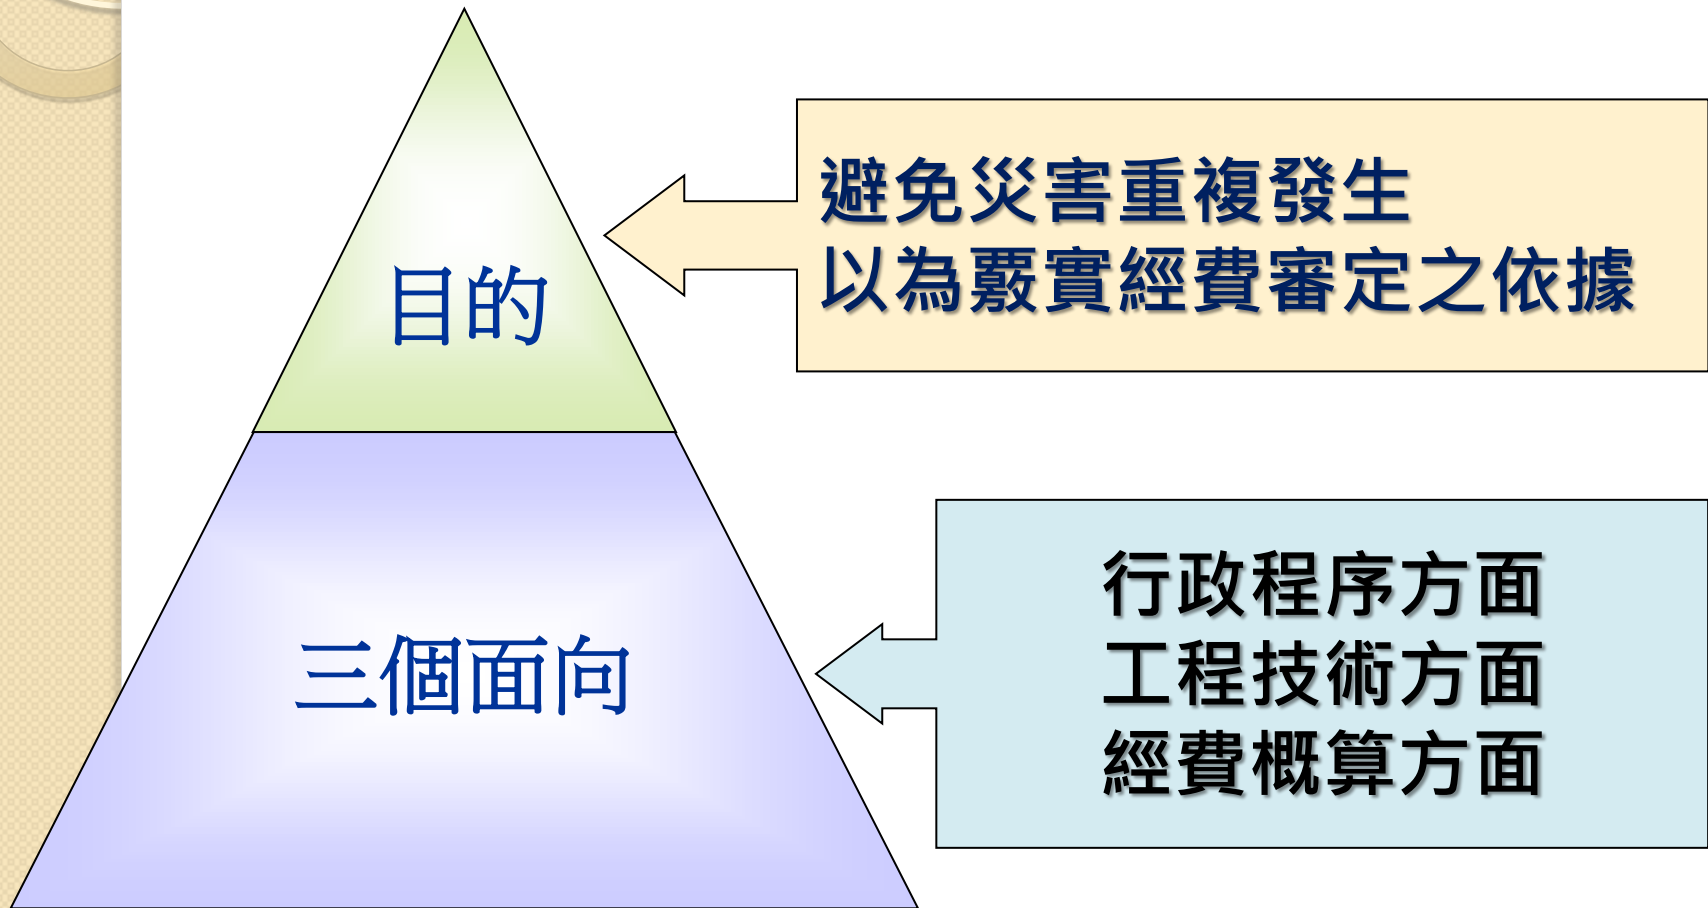 目的
避免災害重複發生
以為覈實經費審定之依據
三個面向
行政程序方面
工程技術方面
經費概算方面